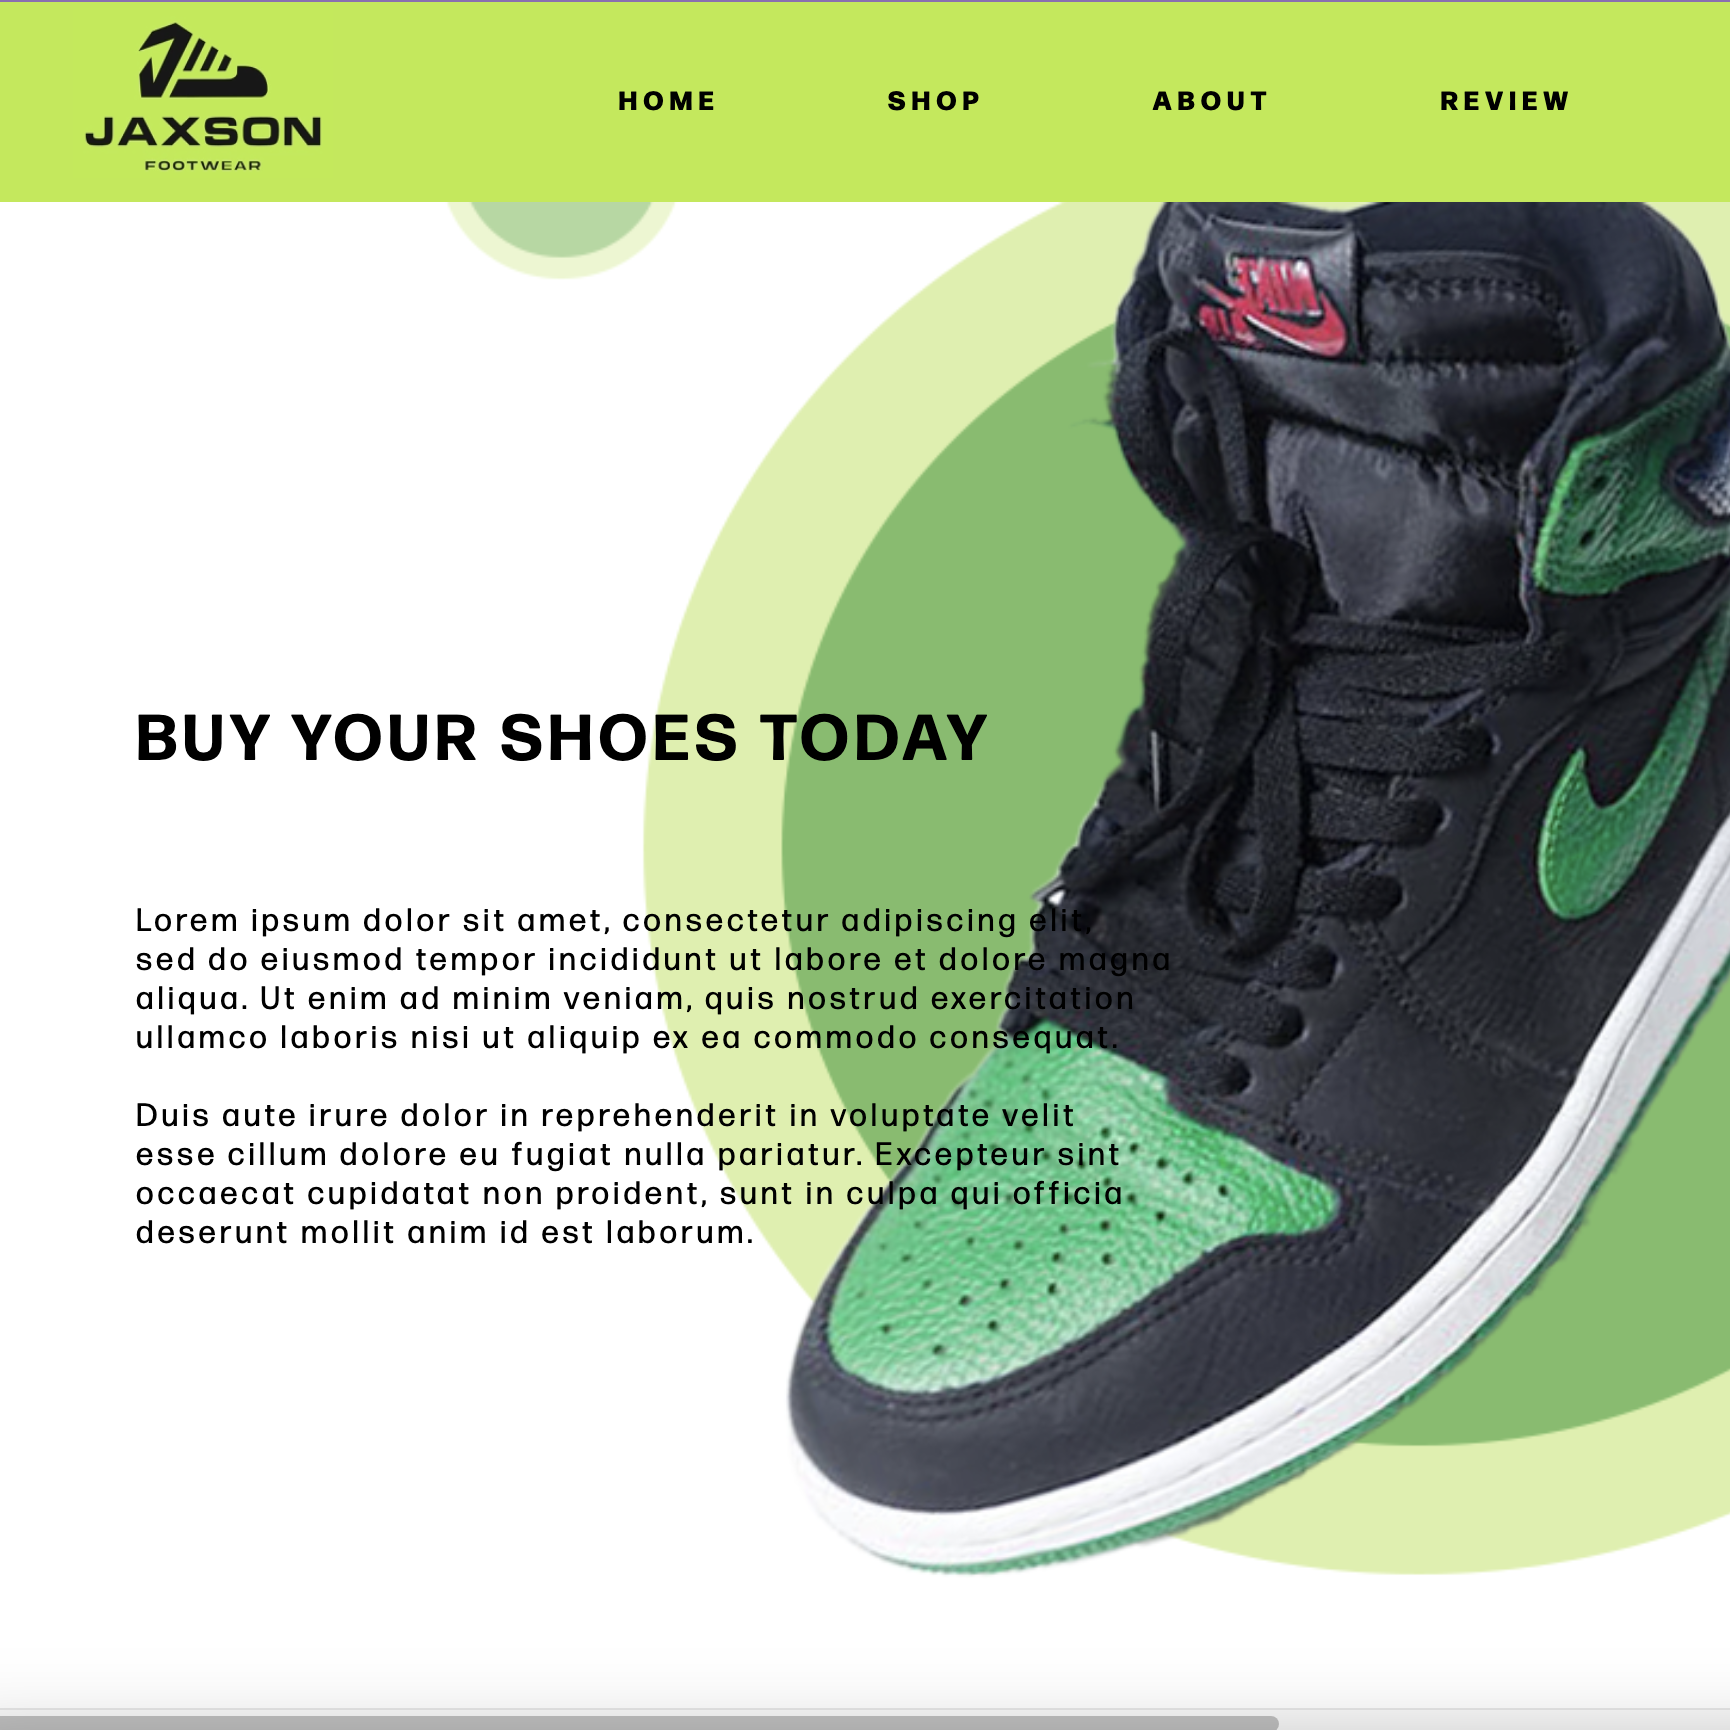 JAXSON
FOOTWEAR
HOME SHOP ABOUT REVIEW
NIKE
BUY YOUR SHOES TODAY
Lorem ipsum dolor sit amet, consectetur adipiscing elit,
sed do eiusmod tempor incididunt ut labore et dolore magna
aliqua. Ut enim ad minim veniam, quis nostrud exercitation
ullamco laboris nisi ut aliquip ex ea commodo consequat.
Duis aute irure dolor in reprehenderit in voluptate velit
esse cillum dolore eu fugiat nulla pariatur. Excepteur sint
occaecat cupidatat non proident, sunt in culpa qui officia
deserunt mollit anim id est laborum.